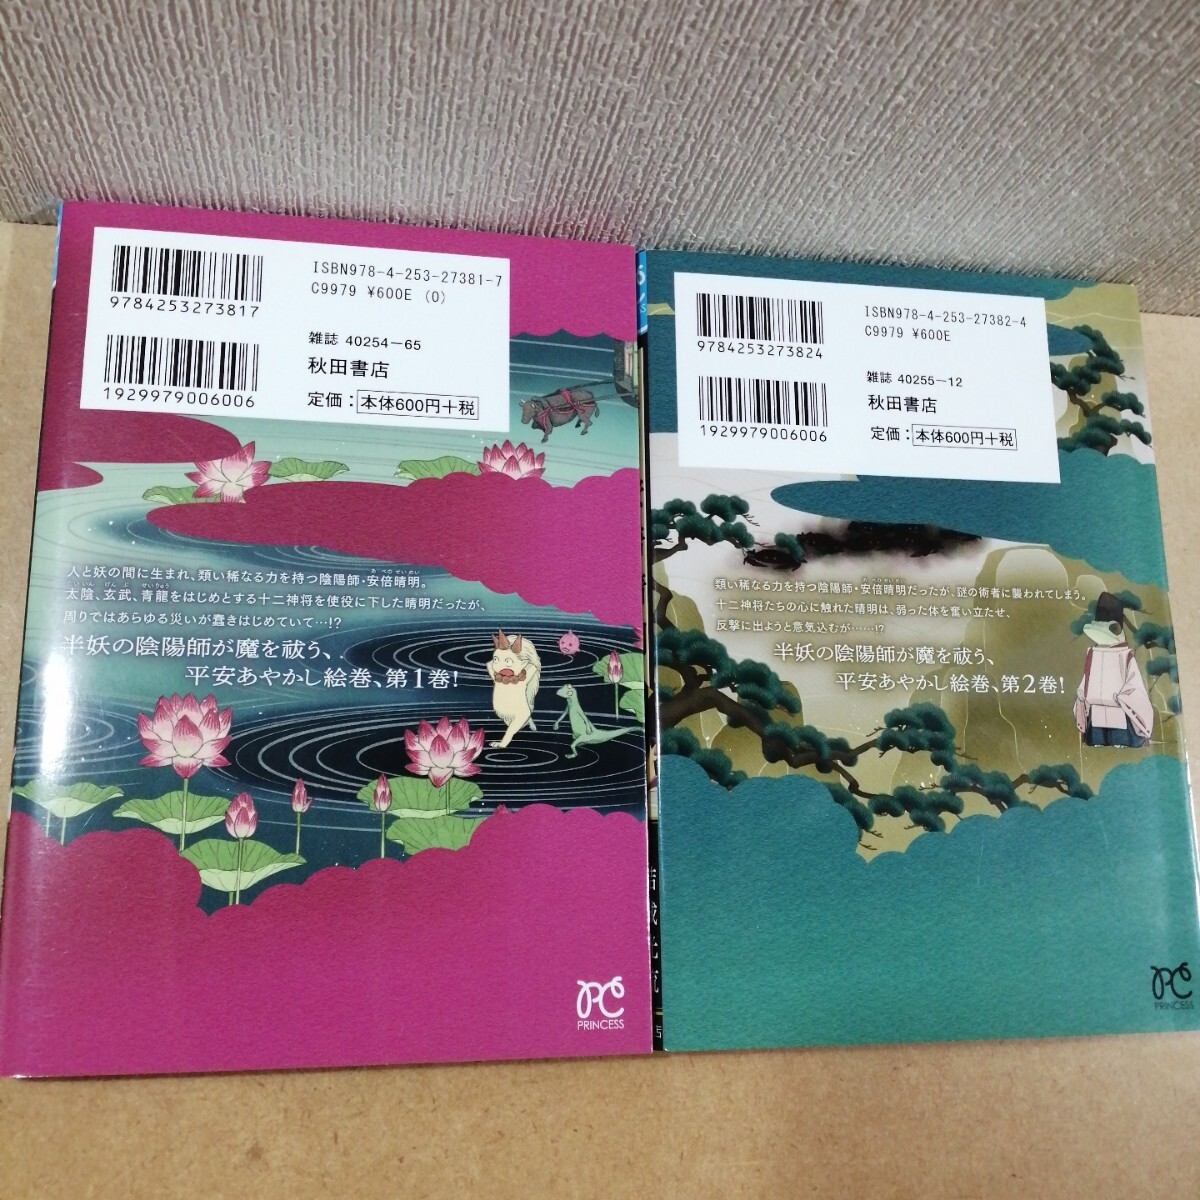 ISBN978-4-253-27381-7
C9979 ¥600E (0)
9784253273817
雑誌 40254-65
秋田書店
1929979006006
定価: 本体600円+税
人と妖の間に生まれ、類い稀なる力を持つ陰陽師・安倍晴明。
太陰、玄武、青龍をはじめとする十二神将を使役に下した晴明だったが、
周りではあらゆる災いが蠢きはじめていて…!?
半妖の陰陽師が魔を祓う、
平安あやかし絵巻、第1巻!
PC
PRINCESS
ISBN978-4-253-27382-4
C9979 ¥600E
9784253273824
雑誌 40255-12
秋田書店
1929979006006
定価: 本体600円+税
類い稀なる力を持つ陰陽師・安倍晴明だったが、謎の術者に襲われてしまう。
十二神将たちの心に触れた晴明は、弱った体を奮い立たせ、
反撃に出ようと意気込むが……!?
半妖の陰陽師が魔を祓う、
平安あやかし絵巻、第2巻!
PC
PRINCESS